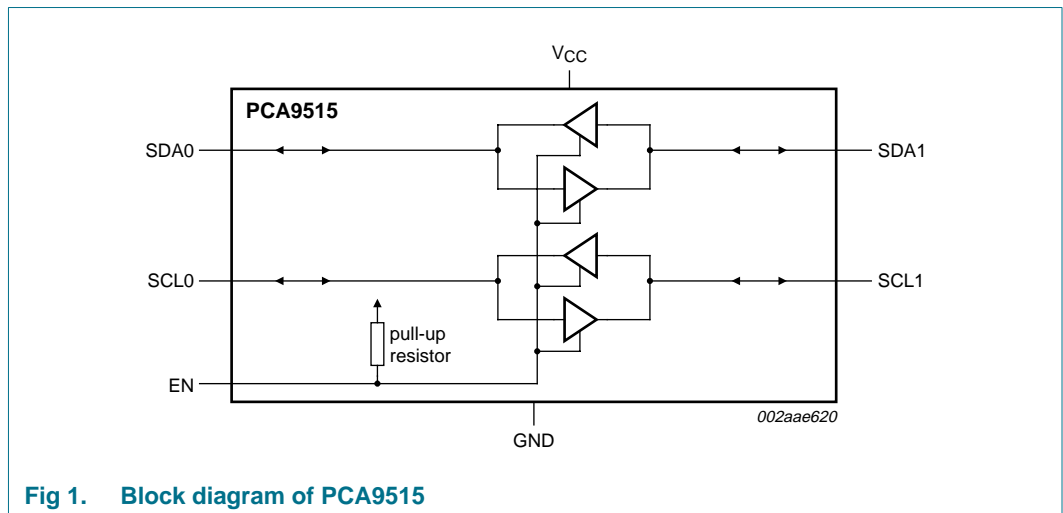 VCC
PCA9515
SDA0
SDA1
SCL0
SCL1
pull-up
resistor
EN
002aae620
GND
Fig 1. Block diagram of PCA9515